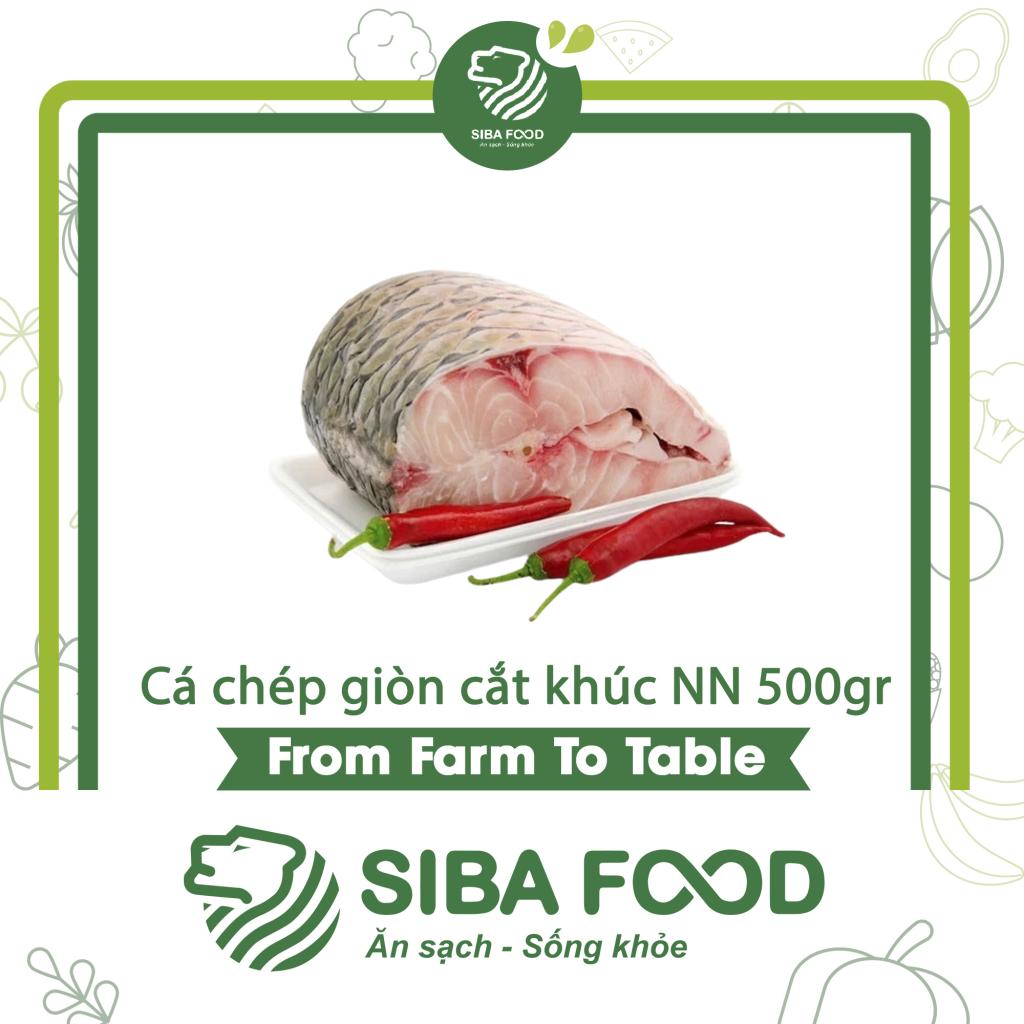 SIBA FOOD
Ăn sạch - Sống khỏe
Cá chép giòn cắt khúc NN 500gr
From Farm To Table
SIBA FOOD
Ăn sạch - Sống khỏe